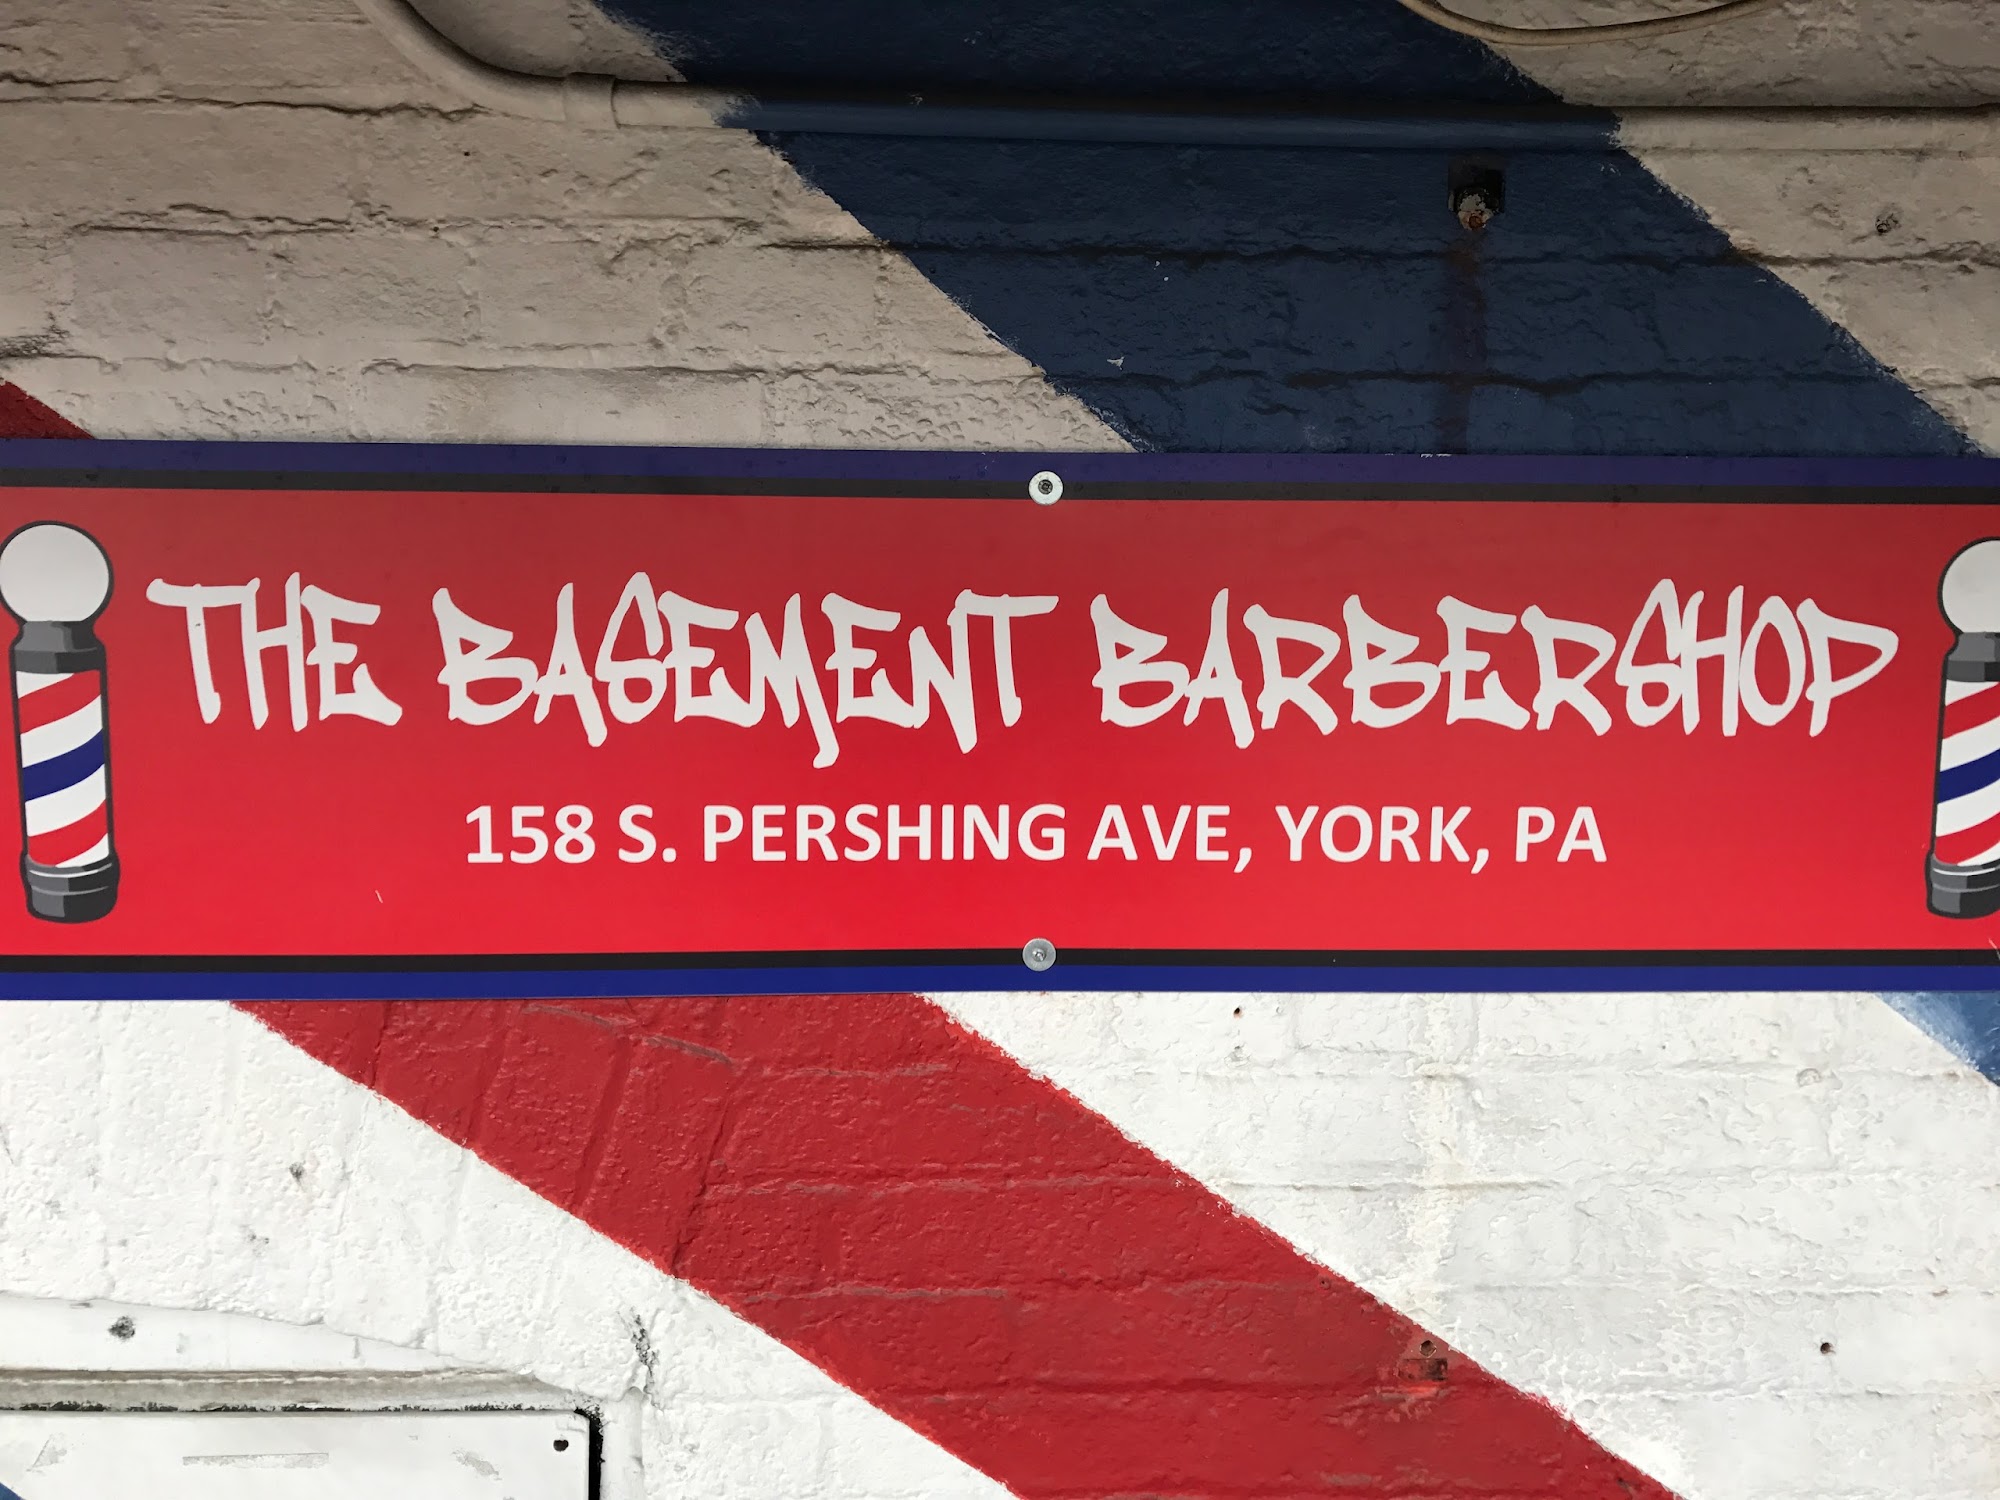 THE BASEMENT BARBERSHOP
158 S. PERSHING AVE, YORK, PA